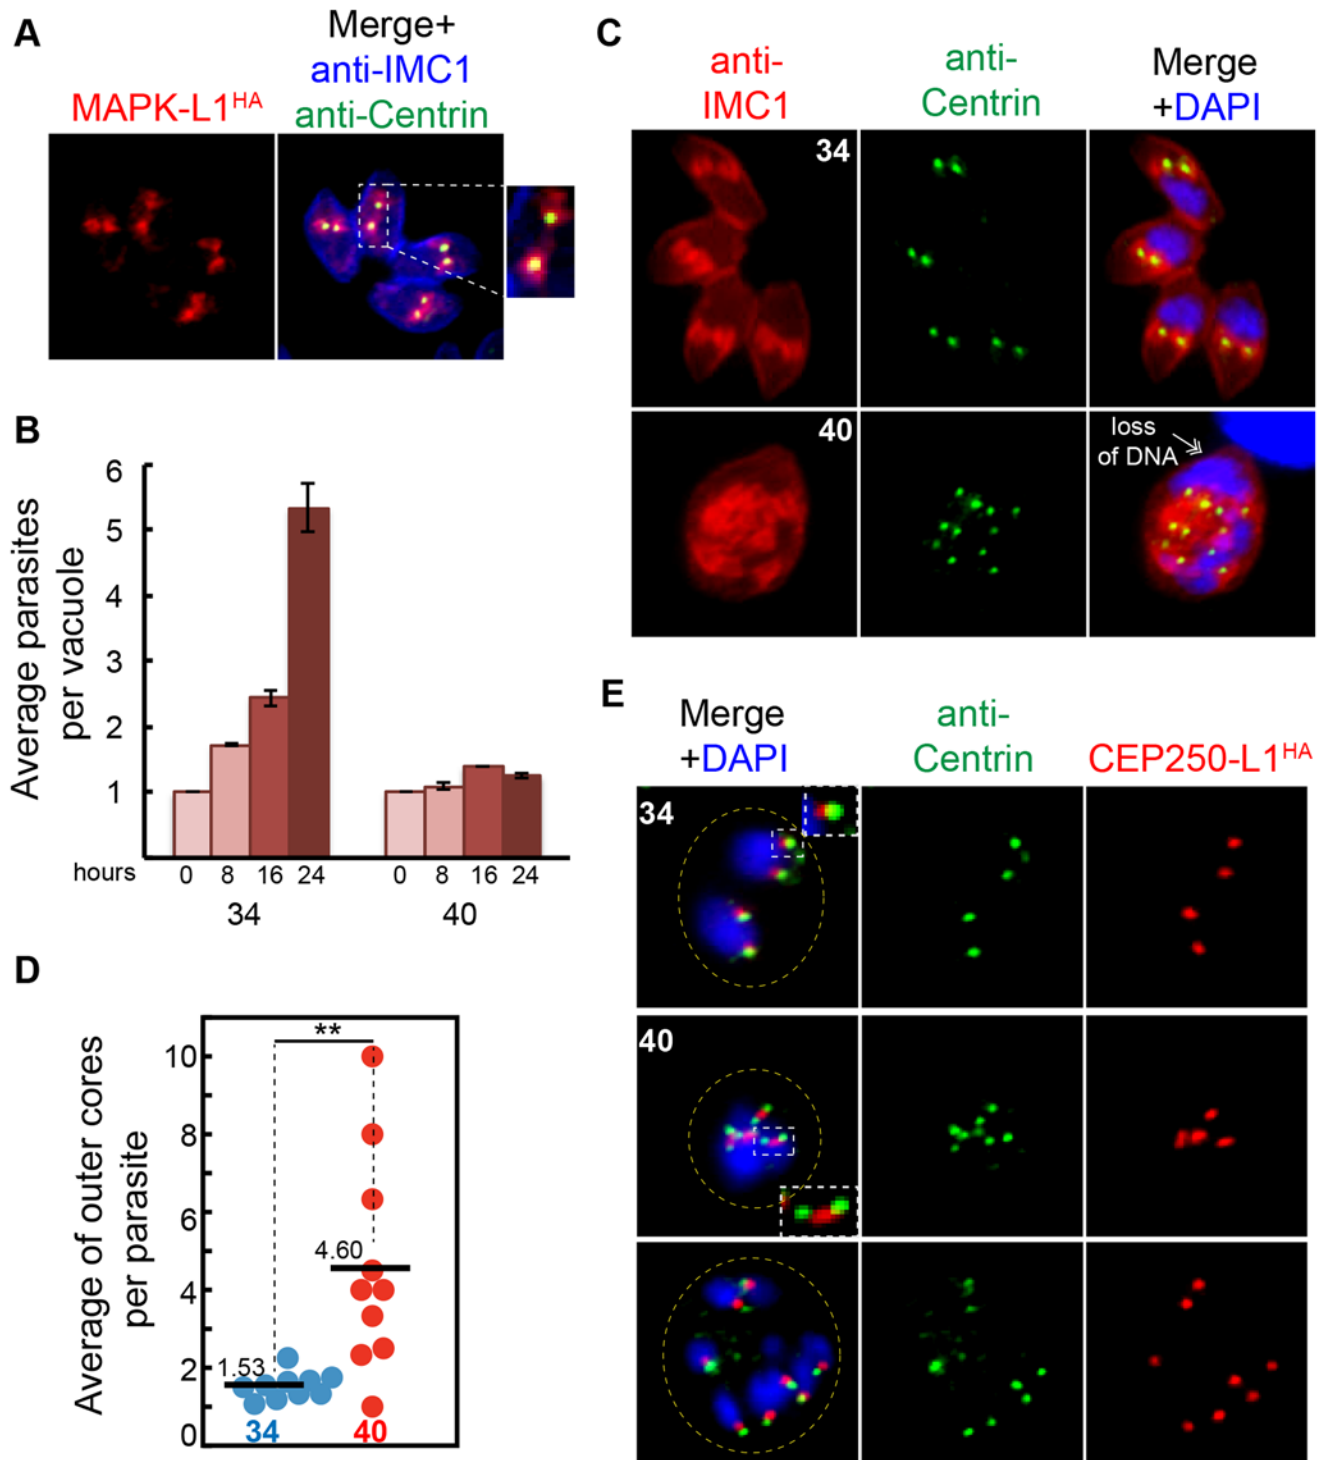 A
MAPK-L1HA
Merge+
anti-IMC1
anti-Centrin
B
Average parasites
per vacuole
6
5
4
3
2
1
hours
0 8 16 24
0 8 16 24
34
40
C
anti-
IMC1
anti-
Centrin
Merge
+DAPI
34
40
loss
of DNA
D
Average of outer cores
per parasite
10
8
6
4
2
0
**
4.60
1.53
34
40
E
Merge
+DAPI
anti-
Centrin
CEP250-L1HA
34
40